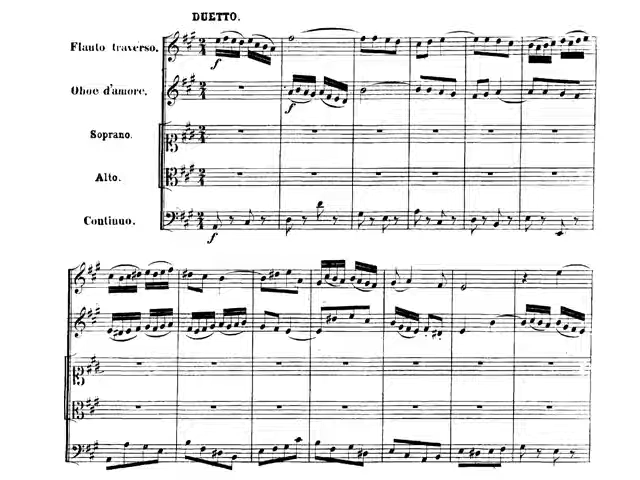 DUETTO.
Flauto traverso.
Oboe d'amore.
Soprano.
Alto.
Continuo.
f
f
f